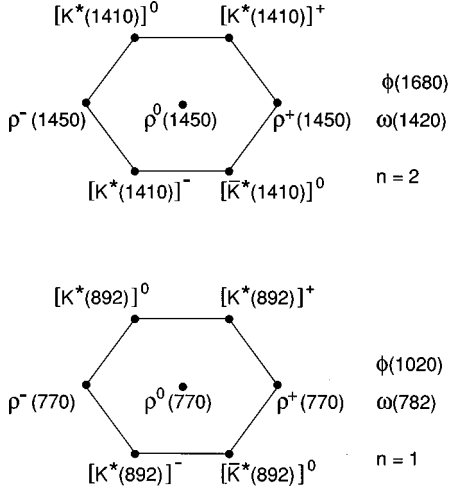 [K*(1410)]⁰ [K*(1410)]⁺
ϕ(1680)
ρ⁻(1450) ρ⁰(1450) ρ⁺(1450) ω(1420)
[K*(1410)]⁻ [K̄*(1410)]⁰ n = 2
[K*(892)]⁰ [K*(892)]⁺
ϕ(1020)
ρ⁻(770) ρ⁰(770) ρ⁺(770) ω(782)
[K*(892)]⁻ [K̄*(892)]⁰ n = 1